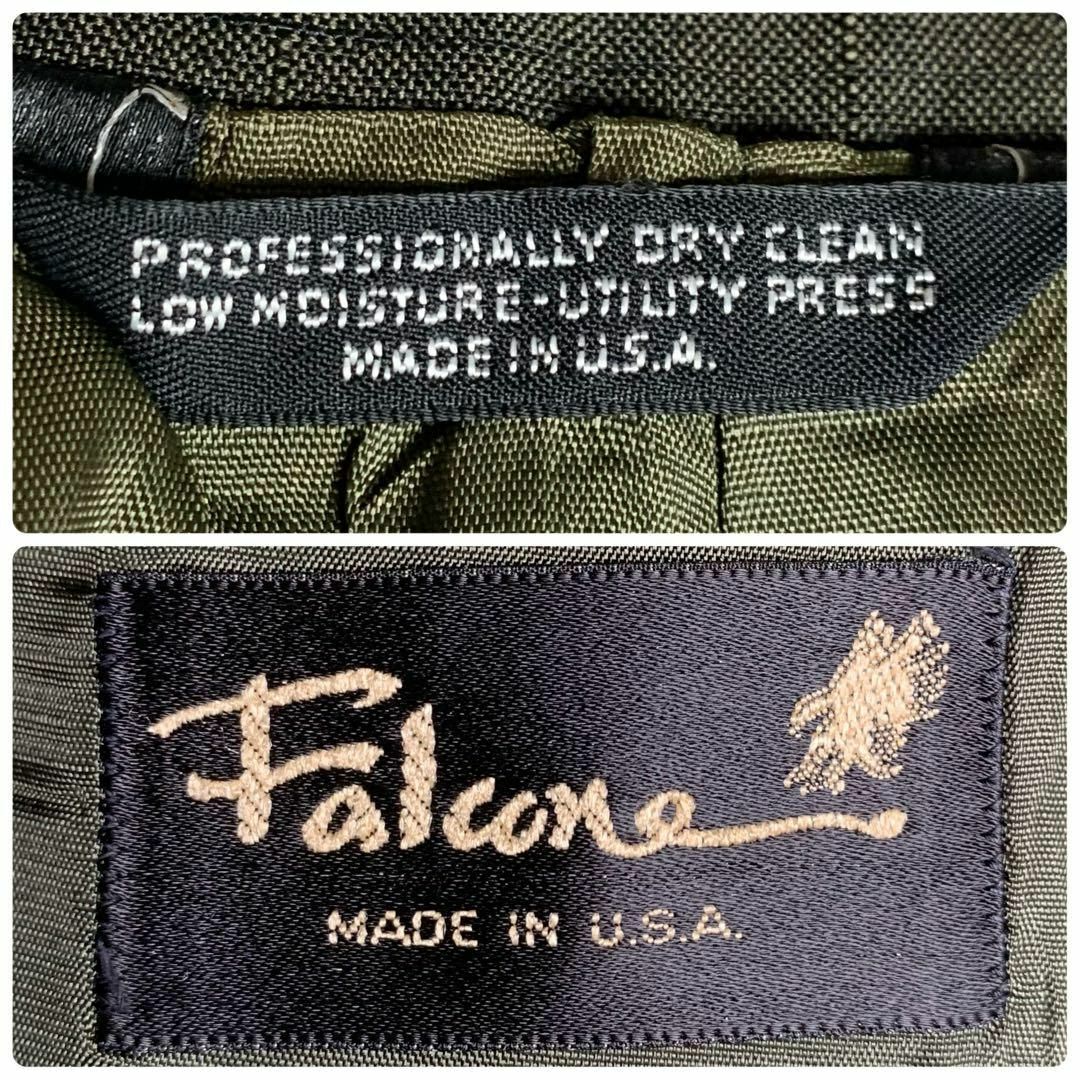 PROFESSIONALLY DRY CLEAN
LOW MOISTURE-UTILITY PRESS
MADE IN U.S.A.
Falcone
MADE IN U.S.A.